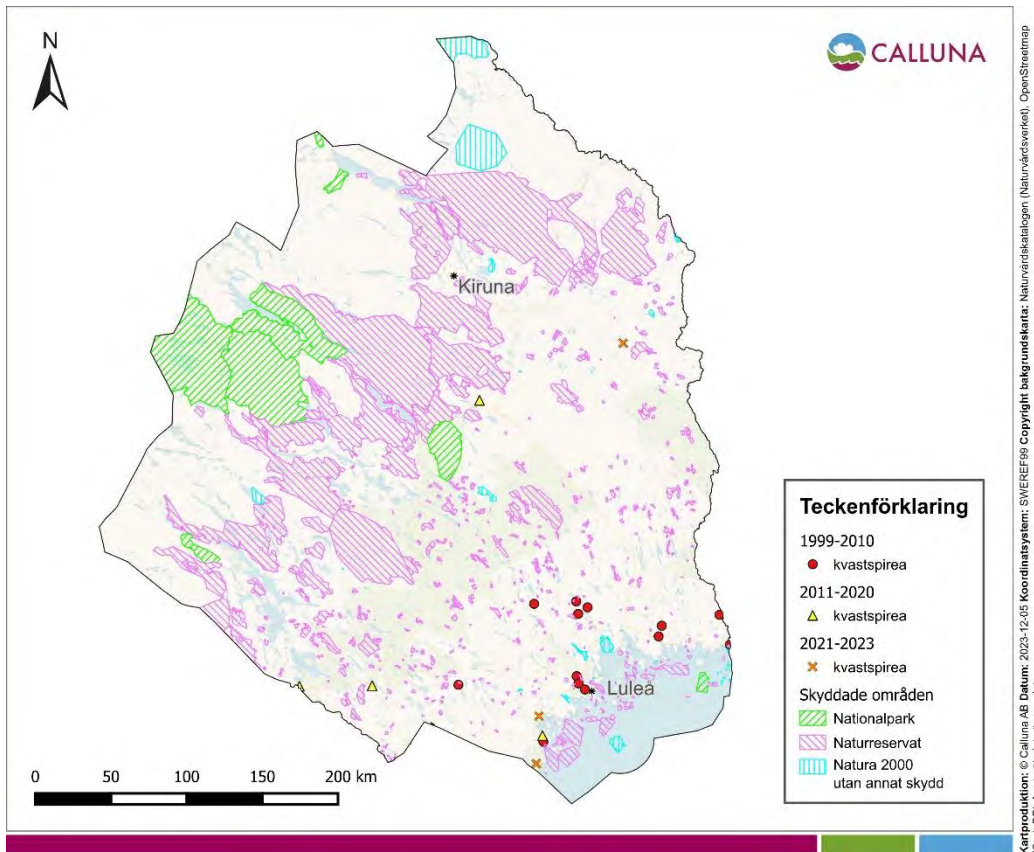 N
CALLUNA
Kiruna
Luleå
Teckenförklaring
1999-2010
kvastspirea
2011-2020
kvastspirea
2021-2023
kvastspirea
Skyddade områden
Nationalpark
Naturreservat
Natura 2000
utan annat skydd
0 50 100 150 200 km
Kartproduktion: © Calluna AB Datum: 2023-12-05 Koordinatsystem: SWEREF99 Copyright bakgrundskarta: Naturvårdskatalogen (Naturvårdsverket), OpenStreetmap